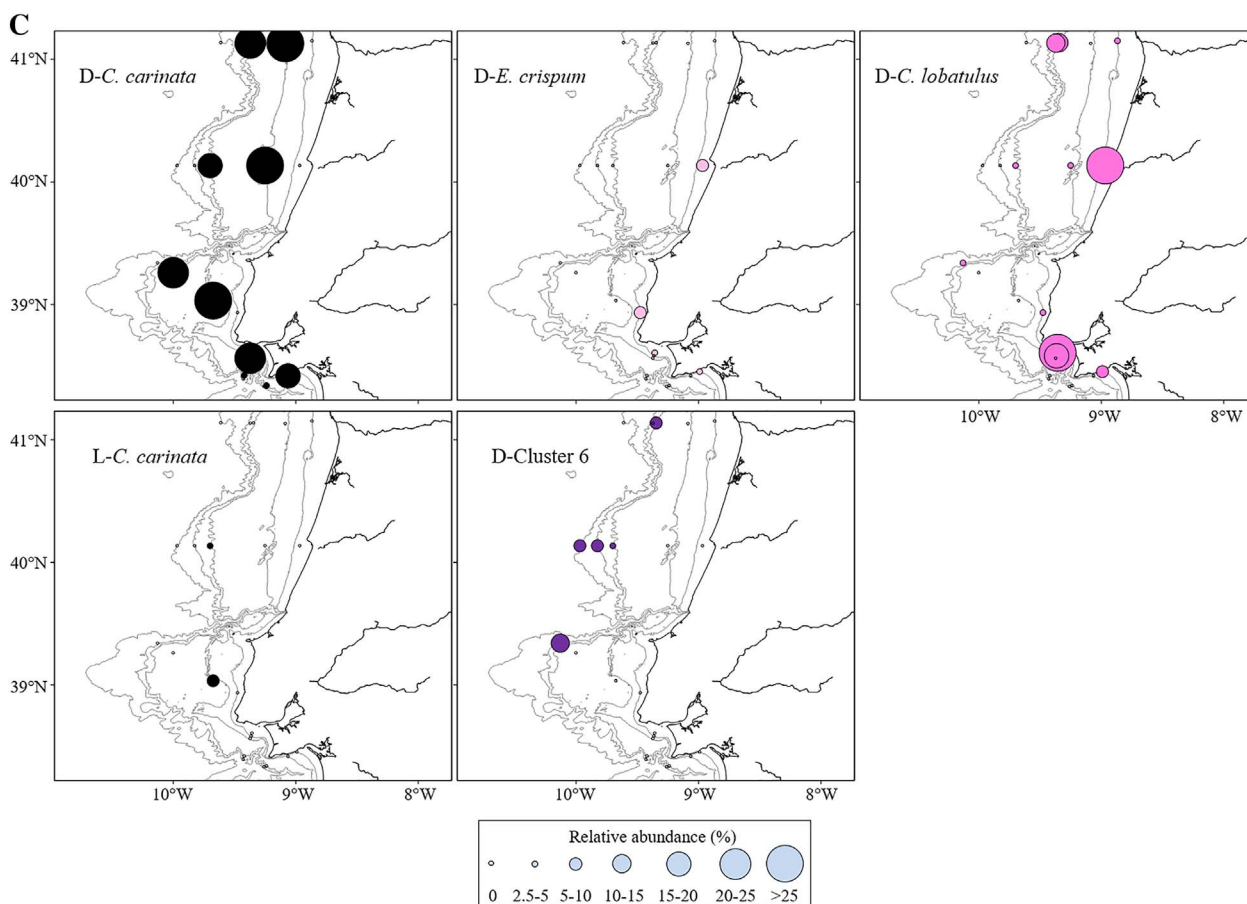 C
D-C. carinata
D-E. crispum
D-C. lobatulus
41°N
40°N
39°N
10°W 9°W 8°W
L-C. carinata
D-Cluster 6
41°N
40°N
39°N
10°W 9°W 8°W
10°W 9°W 8°W
Relative abundance (%)
0 2.5-5 5-10 10-15 15-20 20-25 >25